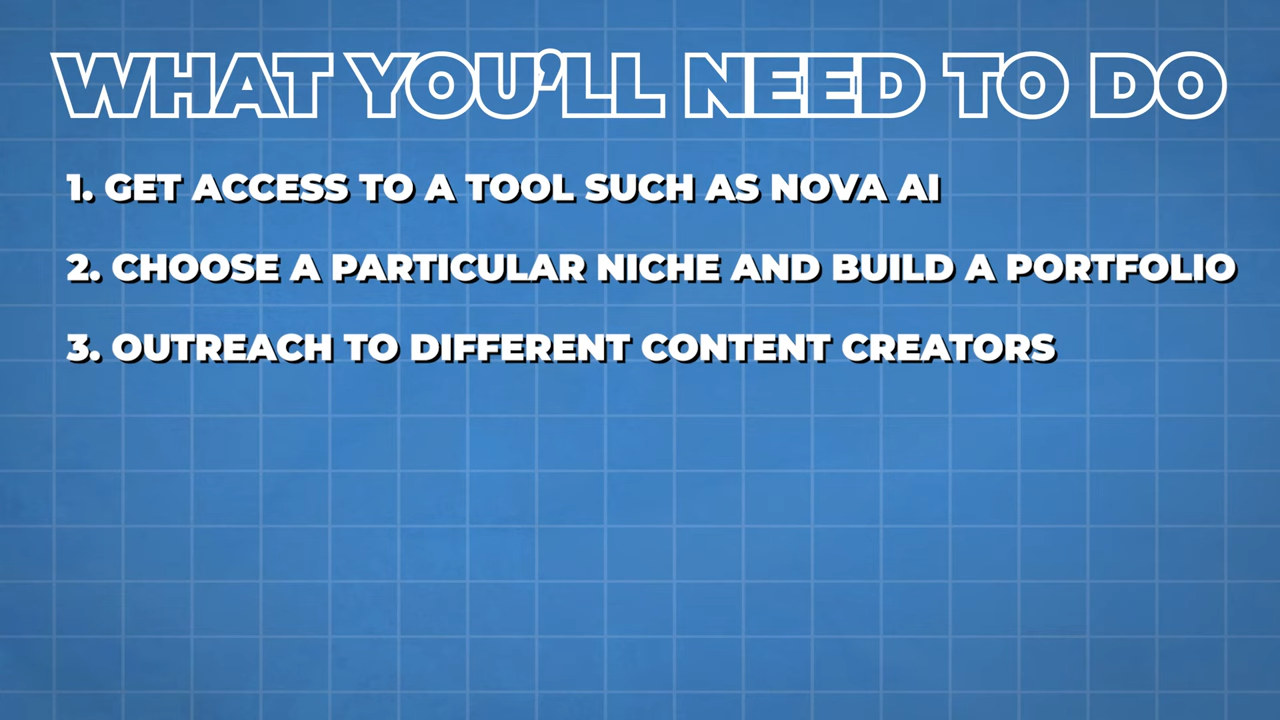 WHAT YOU'LL NEED TO DO
1. GET ACCESS TO A TOOL SUCH AS NOVA AI
2. CHOOSE A PARTICULAR NICHE AND BUILD A PORTFOLIO
3. OUTREACH TO DIFFERENT CONTENT CREATORS